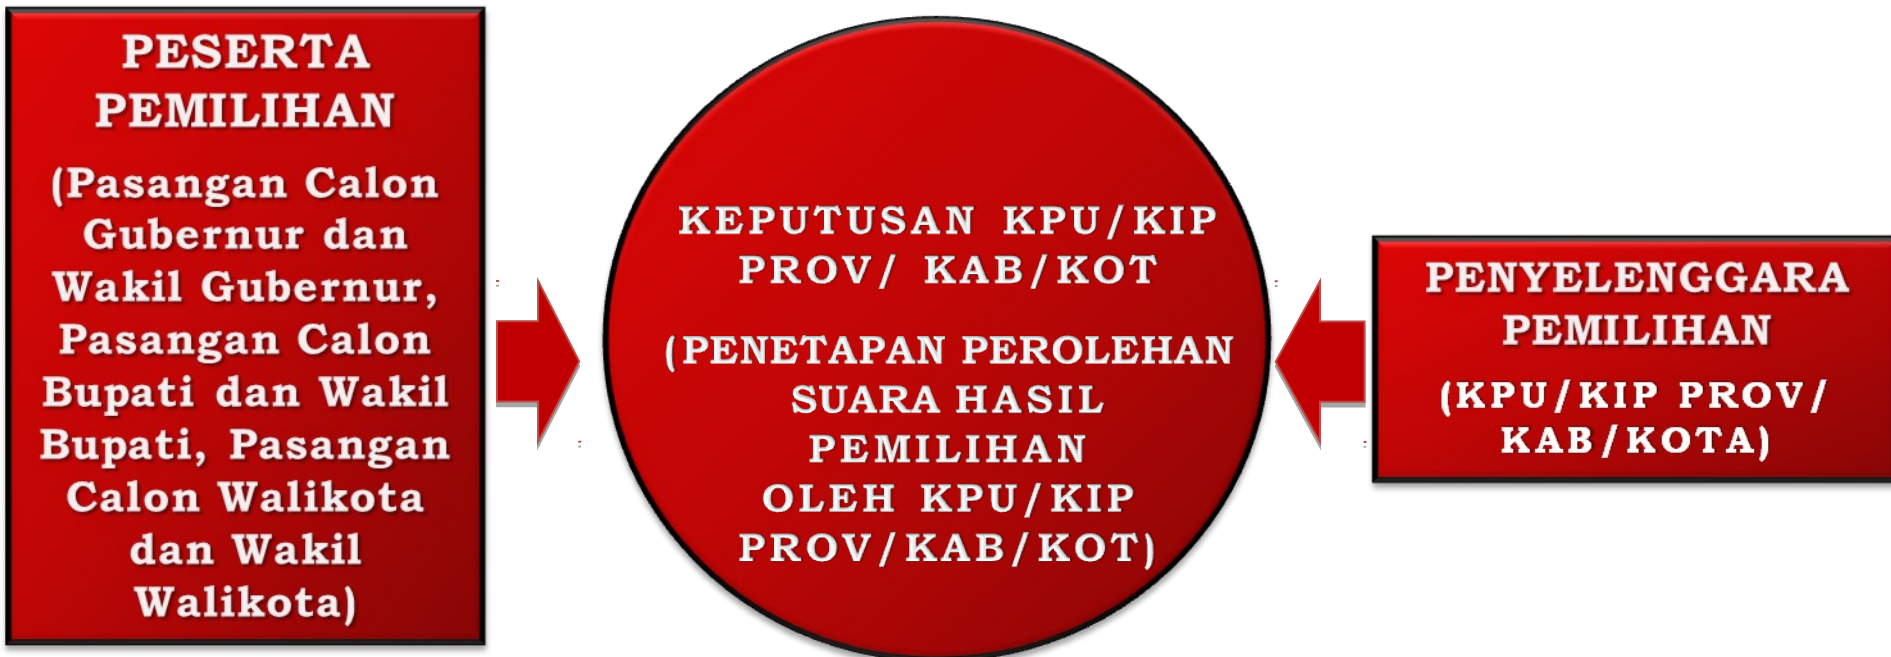 PESERTA
PEMILIHAN
(Pasangan Calon
Gubernur dan
Wakil Gubernur,
Pasangan Calon
Bupati dan Wakil
Bupati, Pasangan
Calon Walikota
dan Wakil
Walikota)
KEPUTUSAN KPU/KIP
PROV/ KAB/KOT
(PENETAPAN PEROLEHAN
SUARA HASIL
PEMILIHAN
OLEH KPU/KIP
PROV/KAB/KOT)
PENYELENGGARA
PEMILIHAN
(KPU/KIP PROV/
KAB/KOTA)